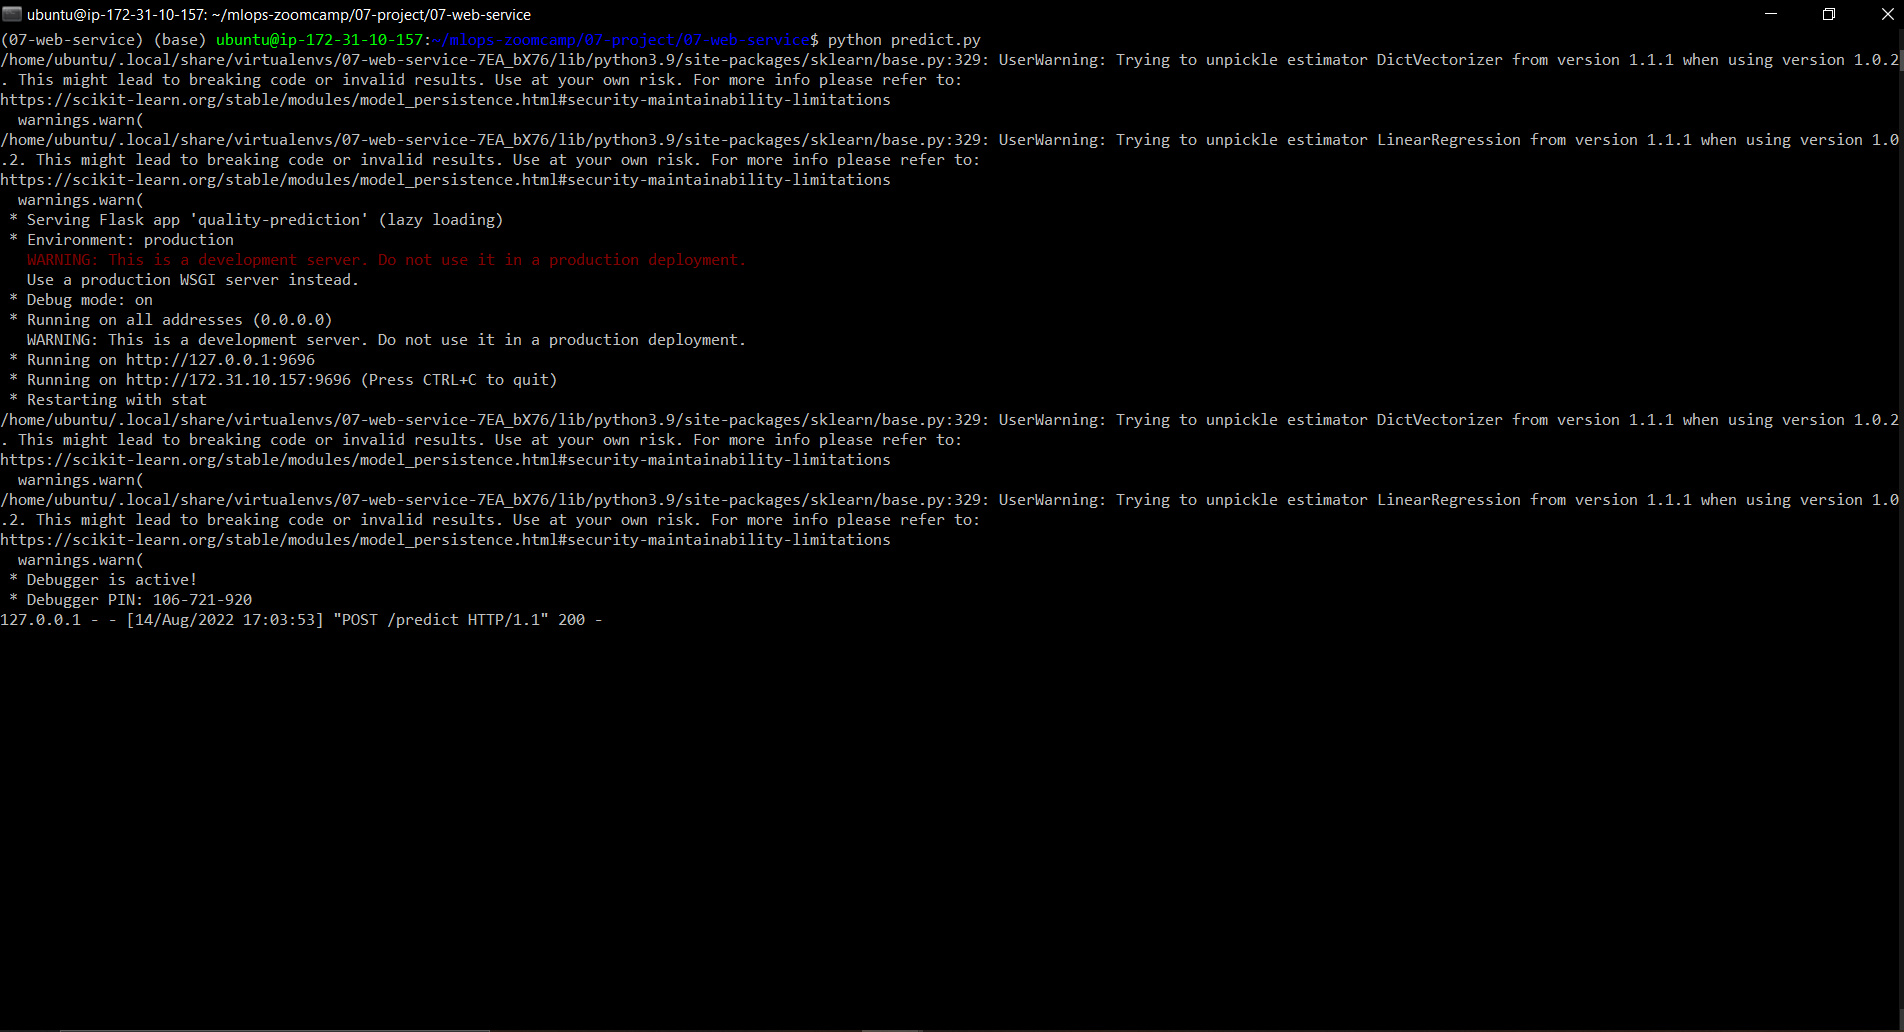 ubuntu@ip-172-31-10-157: ~/mlops-zoomcamp/07-project/07-web-service
(07-web-service) (base) ubuntu@ip-172-31-10-157:~/mlops-zoomcamp/07-project/07-web-service$ python predict.py
/home/ubuntu/.local/share/virtualenvs/07-web-service-7EA_bX76/lib/python3.9/site-packages/sklearn/base.py:329: UserWarning: Trying to unpickle estimator DictVectorizer from version 1.1.1 when using version 1.0.2
. This might lead to breaking code or invalid results. Use at your own risk. For more info please refer to:
https://scikit-learn.org/stable/modules/model_persistence.html#security-maintainability-limitations
  warnings.warn(
/home/ubuntu/.local/share/virtualenvs/07-web-service-7EA_bX76/lib/python3.9/site-packages/sklearn/base.py:329: UserWarning: Trying to unpickle estimator LinearRegression from version 1.1.1 when using version 1.0
.2. This might lead to breaking code or invalid results. Use at your own risk. For more info please refer to:
https://scikit-learn.org/stable/modules/model_persistence.html#security-maintainability-limitations
  warnings.warn(
 * Serving Flask app 'quality-prediction' (lazy loading)
 * Environment: production
   WARNING: This is a development server. Do not use it in a production deployment.
   Use a production WSGI server instead.
 * Debug mode: on
 * Running on all addresses (0.0.0.0)
   WARNING: This is a development server. Do not use it in a production deployment.
 * Running on http://127.0.0.1:9696
 * Running on http://172.31.10.157:9696 (Press CTRL+C to quit)
 * Restarting with stat
/home/ubuntu/.local/share/virtualenvs/07-web-service-7EA_bX76/lib/python3.9/site-packages/sklearn/base.py:329: UserWarning: Trying to unpickle estimator DictVectorizer from version 1.1.1 when using version 1.0.2
. This might lead to breaking code or invalid results. Use at your own risk. For more info please refer to:
https://scikit-learn.org/stable/modules/model_persistence.html#security-maintainability-limitations
  warnings.warn(
/home/ubuntu/.local/share/virtualenvs/07-web-service-7EA_bX76/lib/python3.9/site-packages/sklearn/base.py:329: UserWarning: Trying to unpickle estimator LinearRegression from version 1.1.1 when using version 1.0
.2. This might lead to breaking code or invalid results. Use at your own risk. For more info please refer to:
https://scikit-learn.org/stable/modules/model_persistence.html#security-maintainability-limitations
  warnings.warn(
 * Debugger is active!
 * Debugger PIN: 106-721-920
127.0.0.1 - - [14/Aug/2022 17:03:53] "POST /predict HTTP/1.1" 200 -